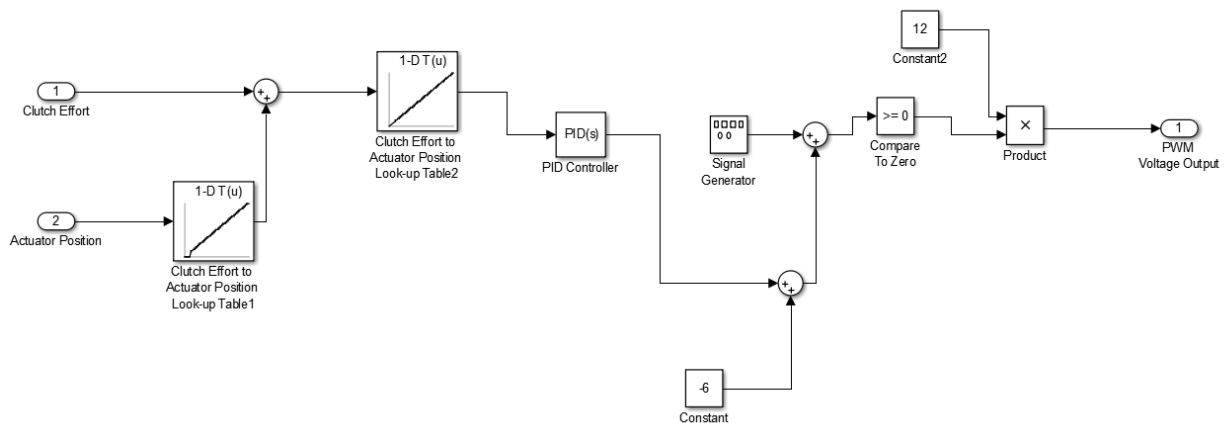 12
Constant2
1-D T(u)
1
Clutch Effort
+
+
Clutch Effort to
Actuator Position
Look-up Table2
PID(s)
PID Controller
Signal
Generator
+
+
>= 0
Compare
To Zero
×
Product
1
PWM
Voltage Output
1-D T(u)
2
Actuator Position
Clutch Effort to
Actuator Position
Look-up Table1
+
+
-6
Constant